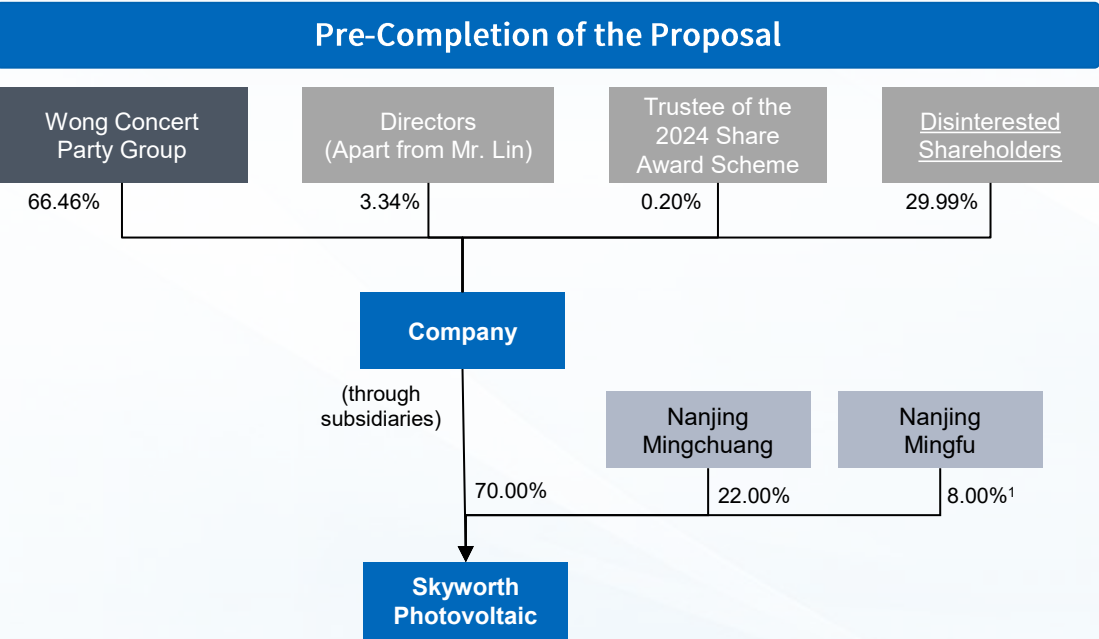 Pre-Completion of the Proposal
Wong Concert
Party Group
Directors
(Apart from Mr. Lin)
Trustee of the
2024 Share
Award Scheme
Disinterested
Shareholders
66.46%
3.34%
0.20%
29.99%
Company
(through
subsidiaries)
Nanjing
Mingchuang
Nanjing
Mingfu
70.00%
22.00%
8.00%¹
Skyworth
Photovoltaic